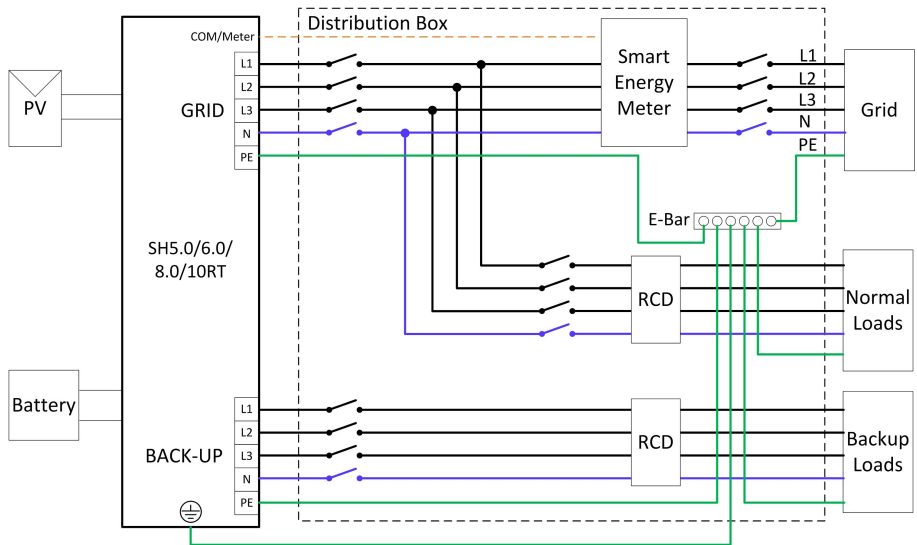 Distribution Box
COM/Meter
L1
L2
L3
N
PE
GRID
PV
Smart
Energy
Meter
L1
L2
L3
N
PE
Grid
E-Bar
SH5.0/6.0/
8.0/10RT
RCD
Normal
Loads
Battery
BACK-UP
L1
L2
L3
N
PE
RCD
Backup
Loads